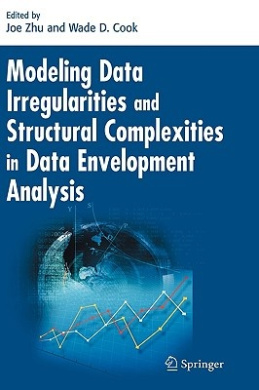 Edited by
Joe Zhu and Wade D. Cook
Modeling Data
Irregularities and
Structural Complexities
in Data Envelopment
Analysis
Springer